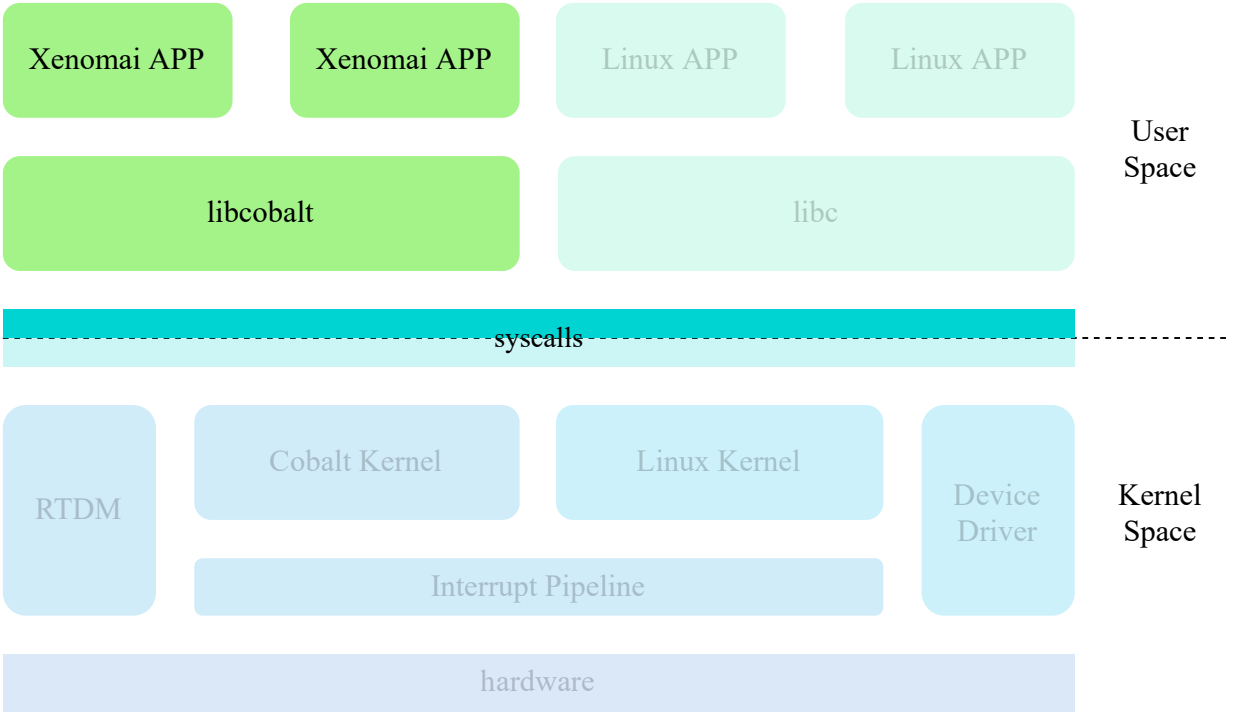 Xenomai APP
Xenomai APP
Linux APP
Linux APP
User
Space
libcobalt
libc
syscalls
Cobalt Kernel
Linux Kernel
RTDM
Device
Driver
Kernel
Space
Interrupt Pipeline
hardware